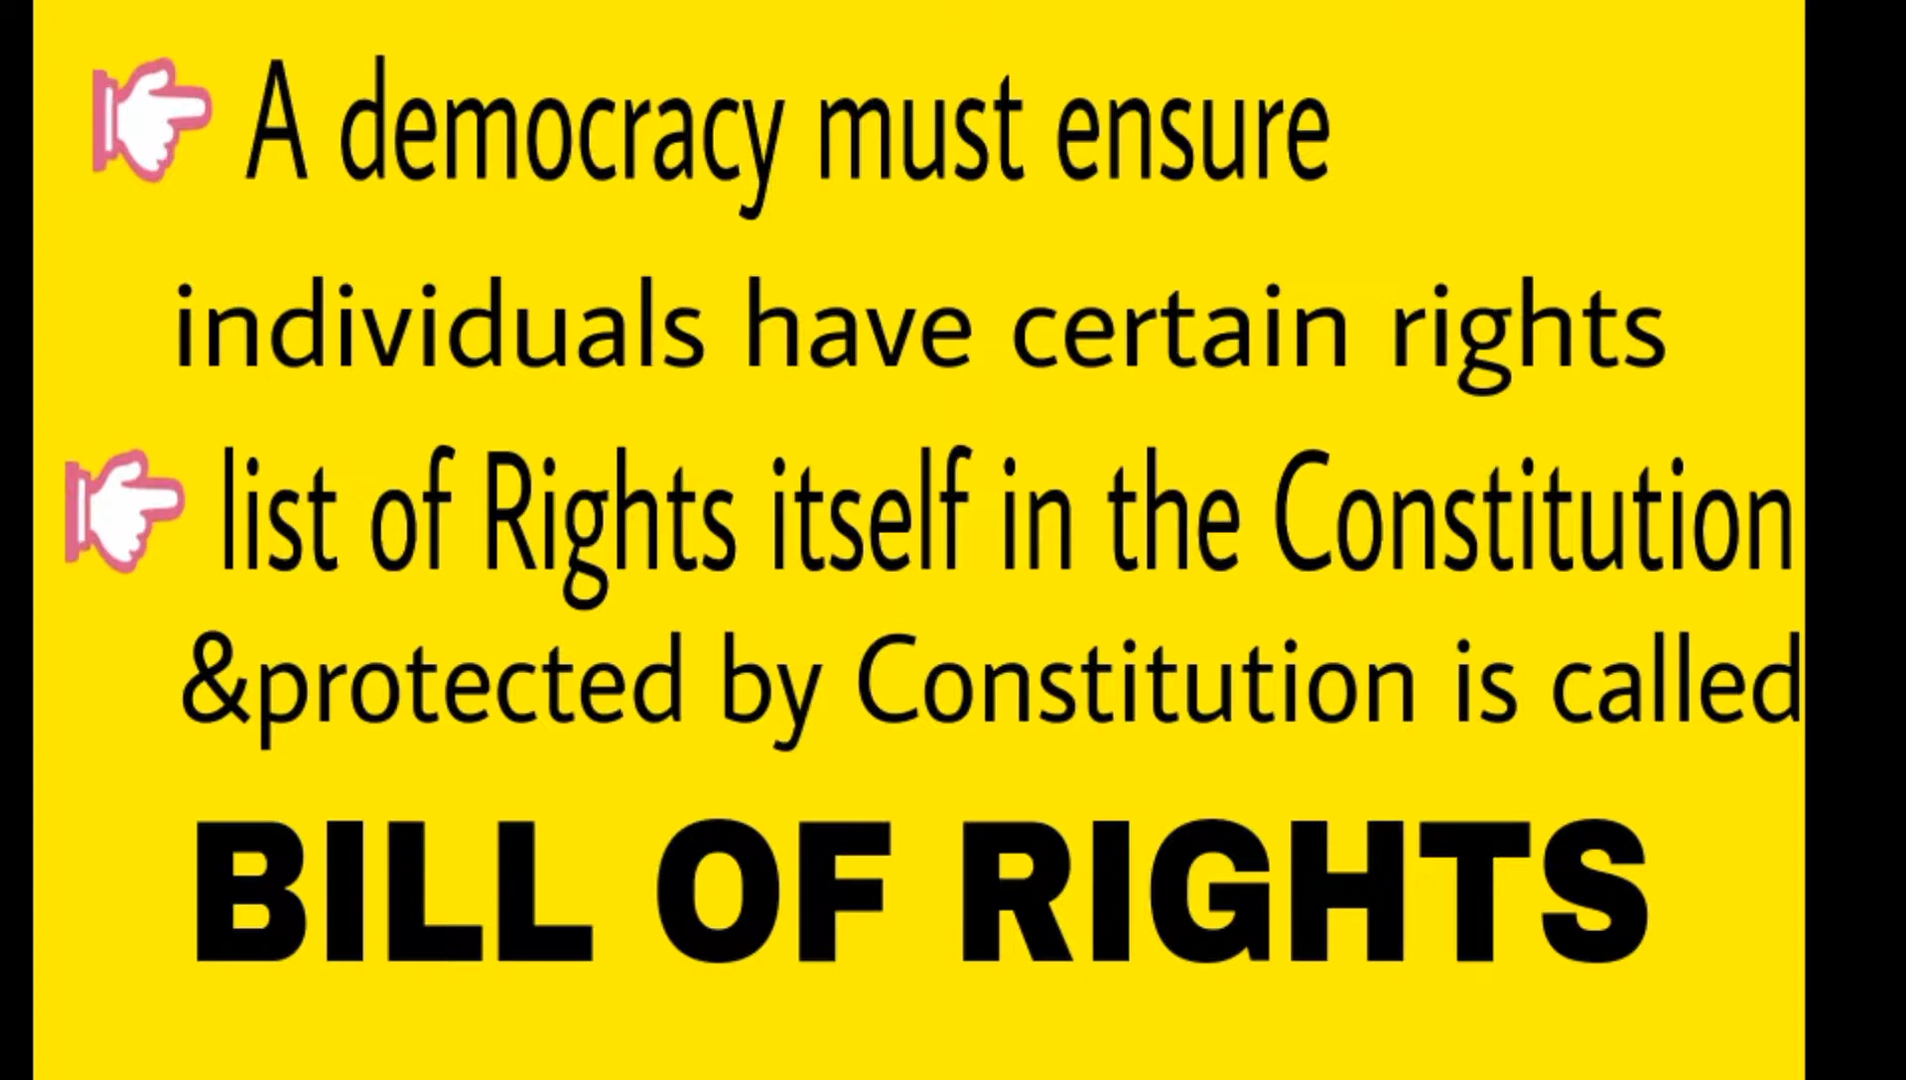 A democracy must ensure
individuals have certain rights
list of Rights itself in the Constitution
&protected by Constitution is called
BILL OF RIGHTS